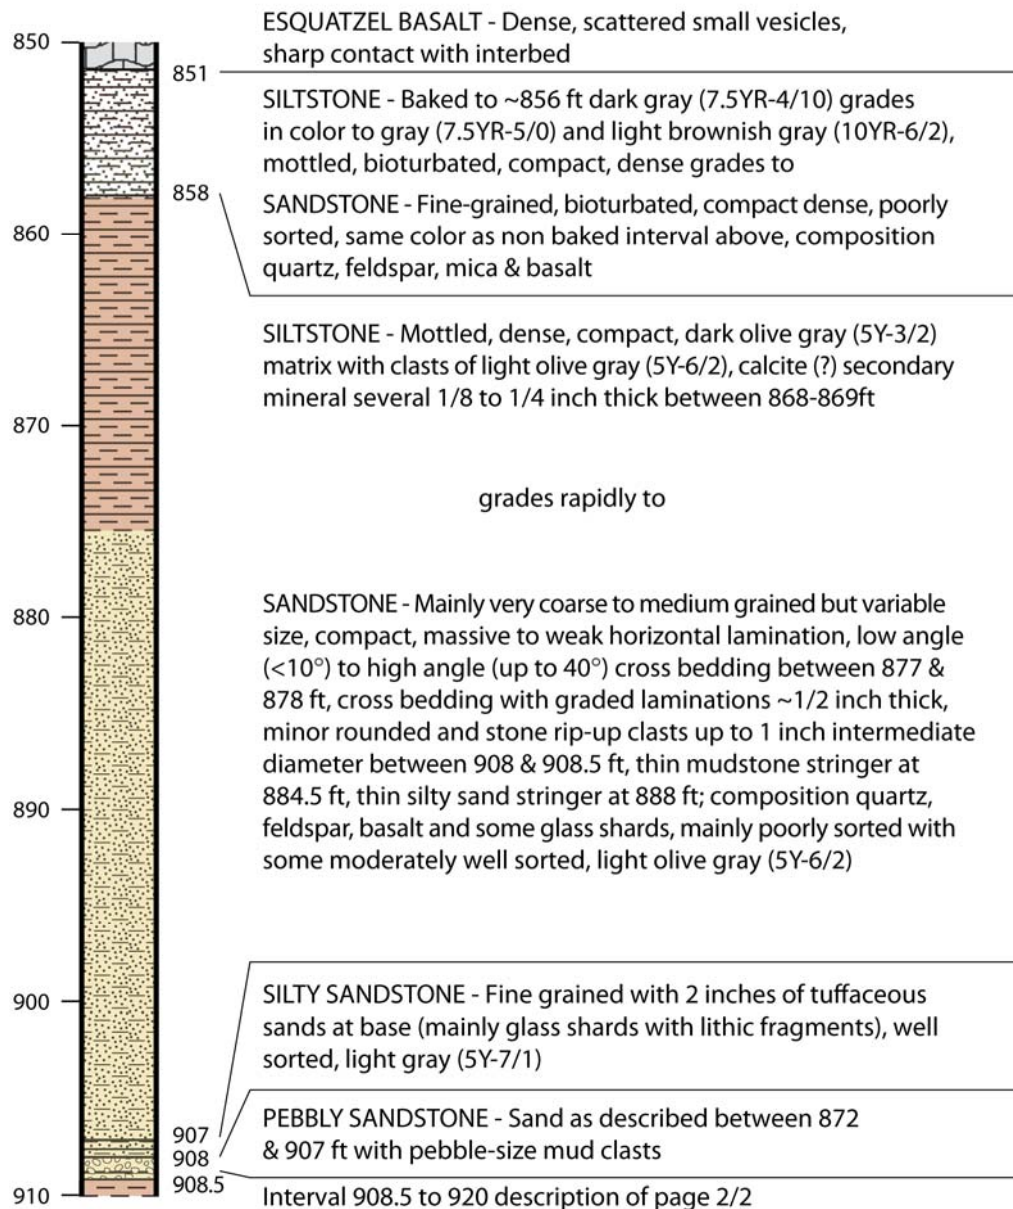 850
ESQUATZEL BASALT - Dense, scattered small vesicles,
sharp contact with interbed
851
SILTSTONE - Baked to ~856 ft dark gray (7.5YR-4/10) grades
in color to gray (7.5YR-5/0) and light brownish gray (10YR-6/2),
mottled, bioturbated, compact, dense grades to
858
SANDSTONE - Fine-grained, bioturbated, compact dense, poorly
sorted, same color as non baked interval above, composition
quartz, feldspar, mica & basalt
860
SILTSTONE - Mottled, dense, compact, dark olive gray (5Y-3/2)
matrix with clasts of light olive gray (5Y-6/2), calcite (?) secondary
mineral several 1/8 to 1/4 inch thick between 868-869ft
870
grades rapidly to
880
SANDSTONE - Mainly very coarse to medium grained but variable
size, compact, massive to weak horizontal lamination, low angle
(<10°) to high angle (up to 40°) cross bedding between 877 &
878 ft, cross bedding with graded laminations ~1/2 inch thick,
minor rounded and stone rip-up clasts up to 1 inch intermediate
diameter between 908 & 908.5 ft, thin mudstone stringer at
884.5 ft, thin silty sand stringer at 888 ft; composition quartz,
feldspar, basalt and some glass shards, mainly poorly sorted with
some moderately well sorted, light olive gray (5Y-6/2)
890
900
SILTY SANDSTONE - Fine grained with 2 inches of tuffaceous
sands at base (mainly glass shards with lithic fragments), well
sorted, light gray (5Y-7/1)
907
PEBBLY SANDSTONE - Sand as described between 872
& 907 ft with pebble-size mud clasts
908
908.5
910
Interval 908.5 to 920 description of page 2/2